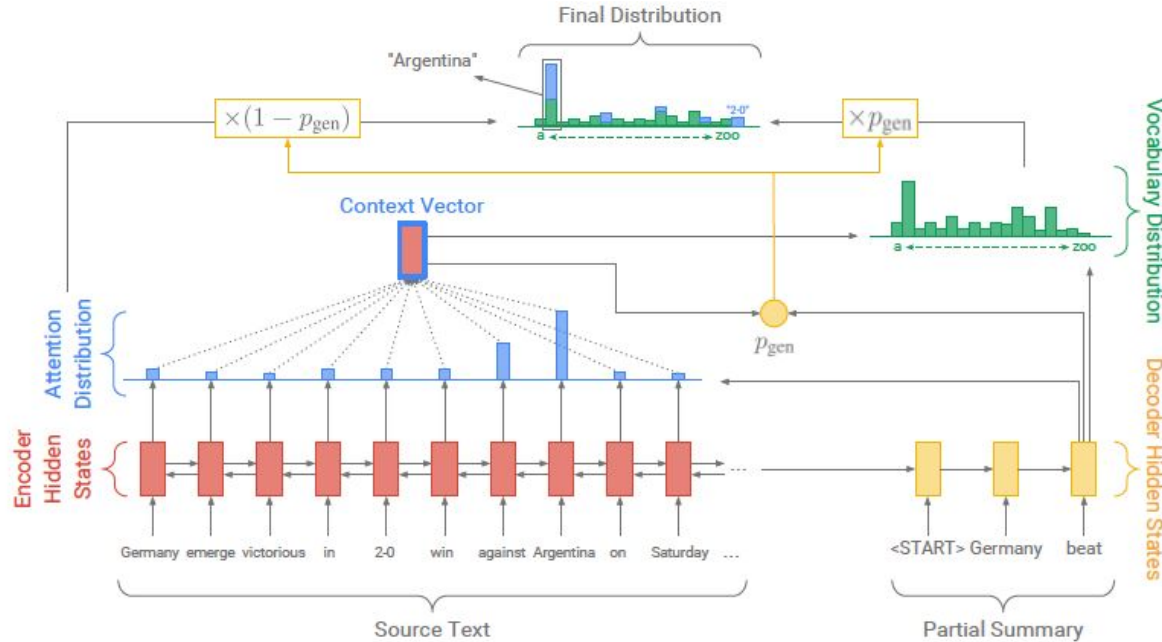 Final Distribution
"Argentina"
×(1 − p_gen)
"2-0"
×p_gen
a zoo
Vocabulary Distribution
Context Vector
a zoo
Attention
Distribution
p_gen
Encoder
Hidden
States
Decoder Hidden States
Germany emerge victorious in 2-0 win against Argentina on Saturday ...
...
<START> Germany beat
Source Text
Partial Summary